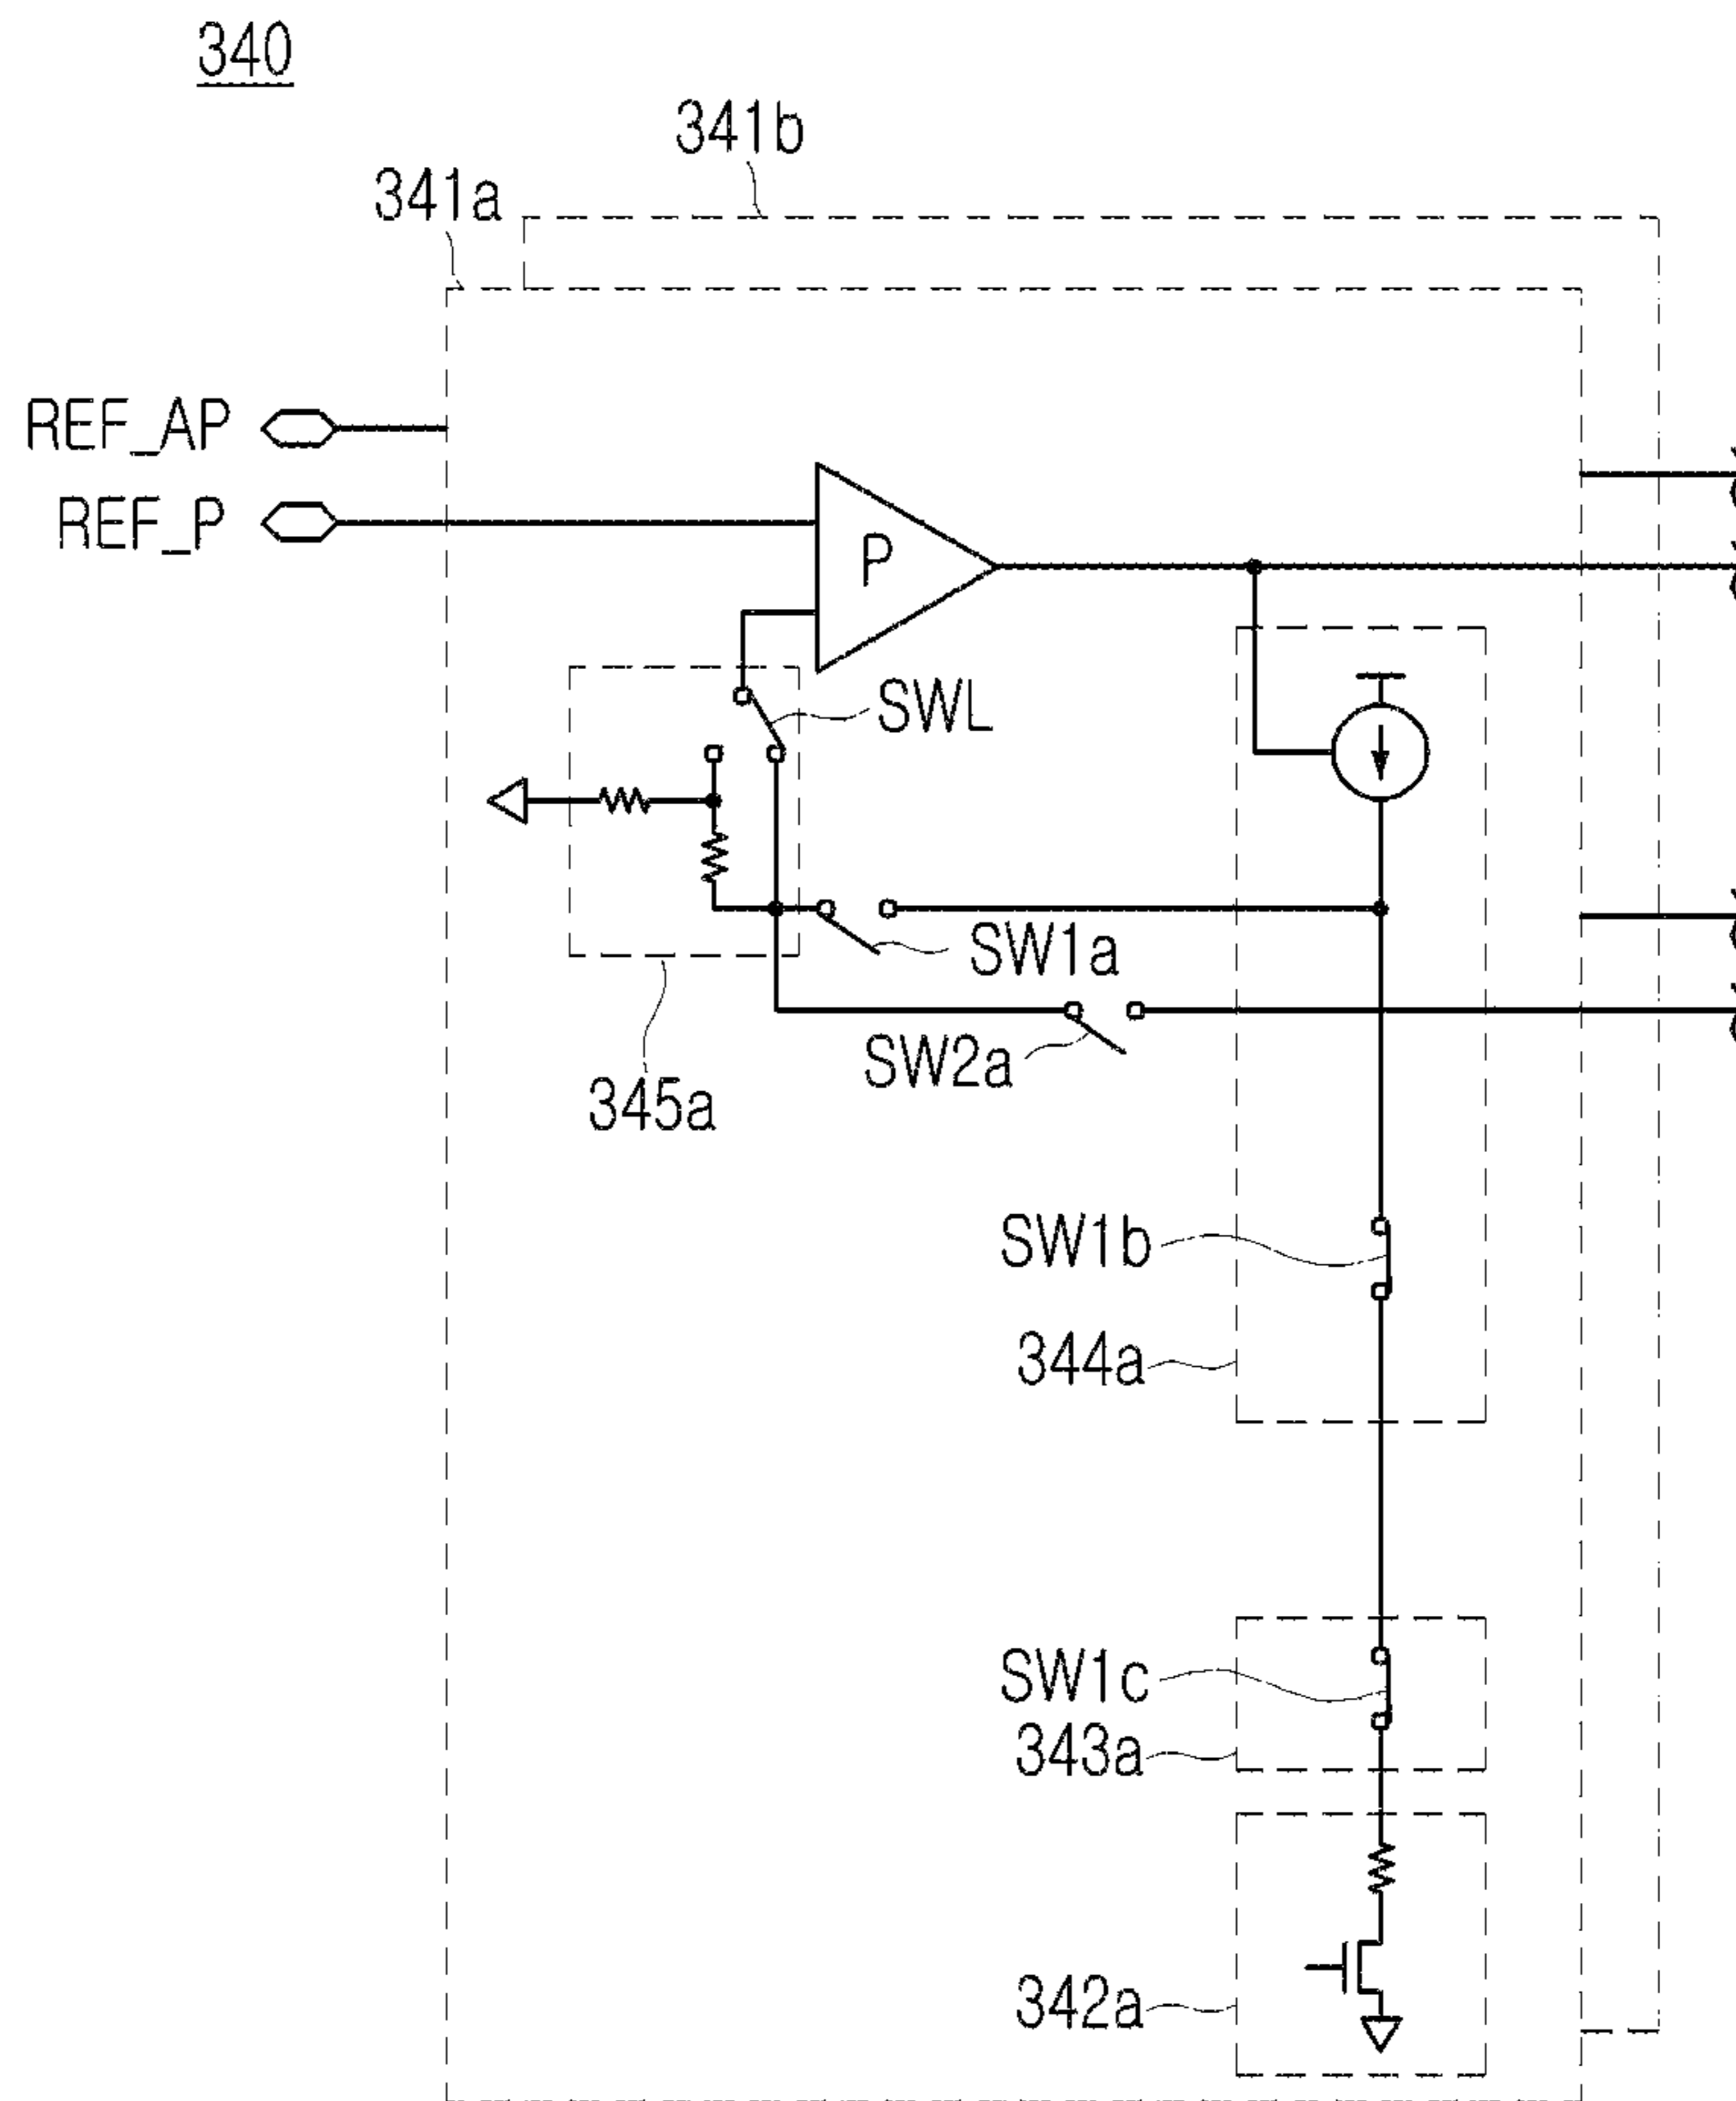 340
341b
341a
REF_AP
REF_P
P
SWL
SW1a
SW2a
345a
SW1b
344a
SW1c
343a
342a